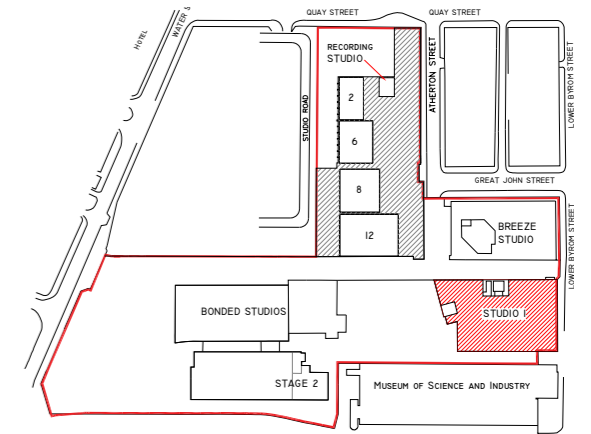 QUAY STREET
QUAY STREET
HOTEL
WATER S
RECORDING
STUDIO
ATHERTON STREET
LOWER BYROM STREET
STUDIO ROAD
2
6
8
12
GREAT JOHN STREET
BREEZE
STUDIO
LOWER BYROM STREET
BONDED STUDIOS
STUDIO 1
STAGE 2
MUSEUM OF SCIENCE AND INDUSTRY